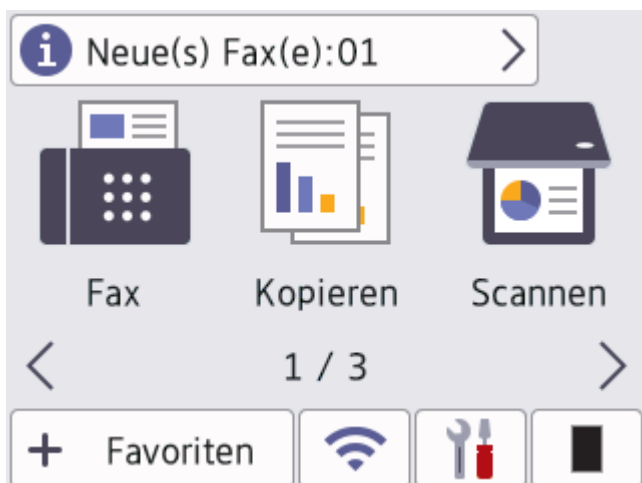 Neue(s) Fax(e):01
Fax Kopieren Scannen
1 / 3
Favoriten